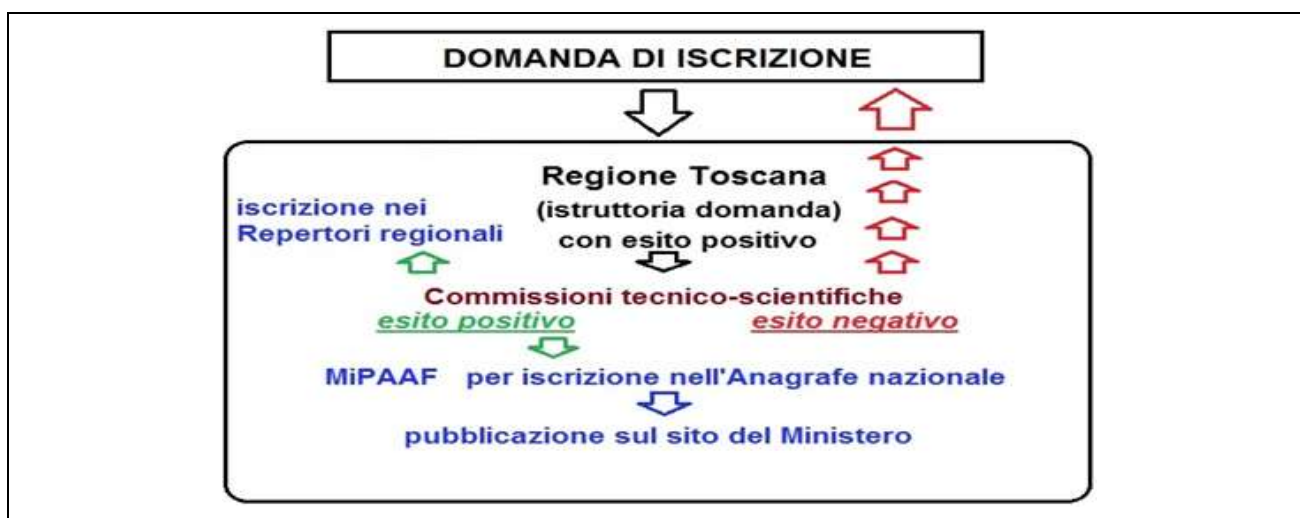 DOMANDA DI ISCRIZIONE
Regione Toscana
(istruttoria domanda)
con esito positivo
iscrizione nei
Repertori regionali
Commissioni tecnico-scientifiche
esito positivo esito negativo
MiPAAF per iscrizione nell'Anagrafe nazionale
pubblicazione sul sito del Ministero